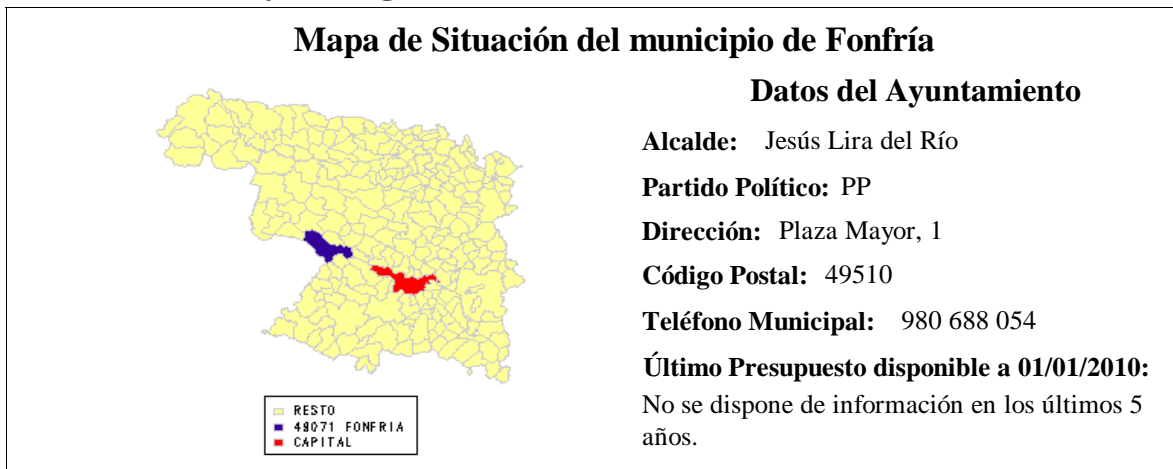 Mapa de Situación del municipio de Fonfría
Datos del Ayuntamiento
Alcalde: Jesús Lira del Río
Partido Político: PP
Dirección: Plaza Mayor, 1
Código Postal: 49510
Teléfono Municipal: 980 688 054
Último Presupuesto disponible a 01/01/2010:
No se dispone de información en los últimos 5
años.
RESTO
49071 FONFRIA
CAPITAL